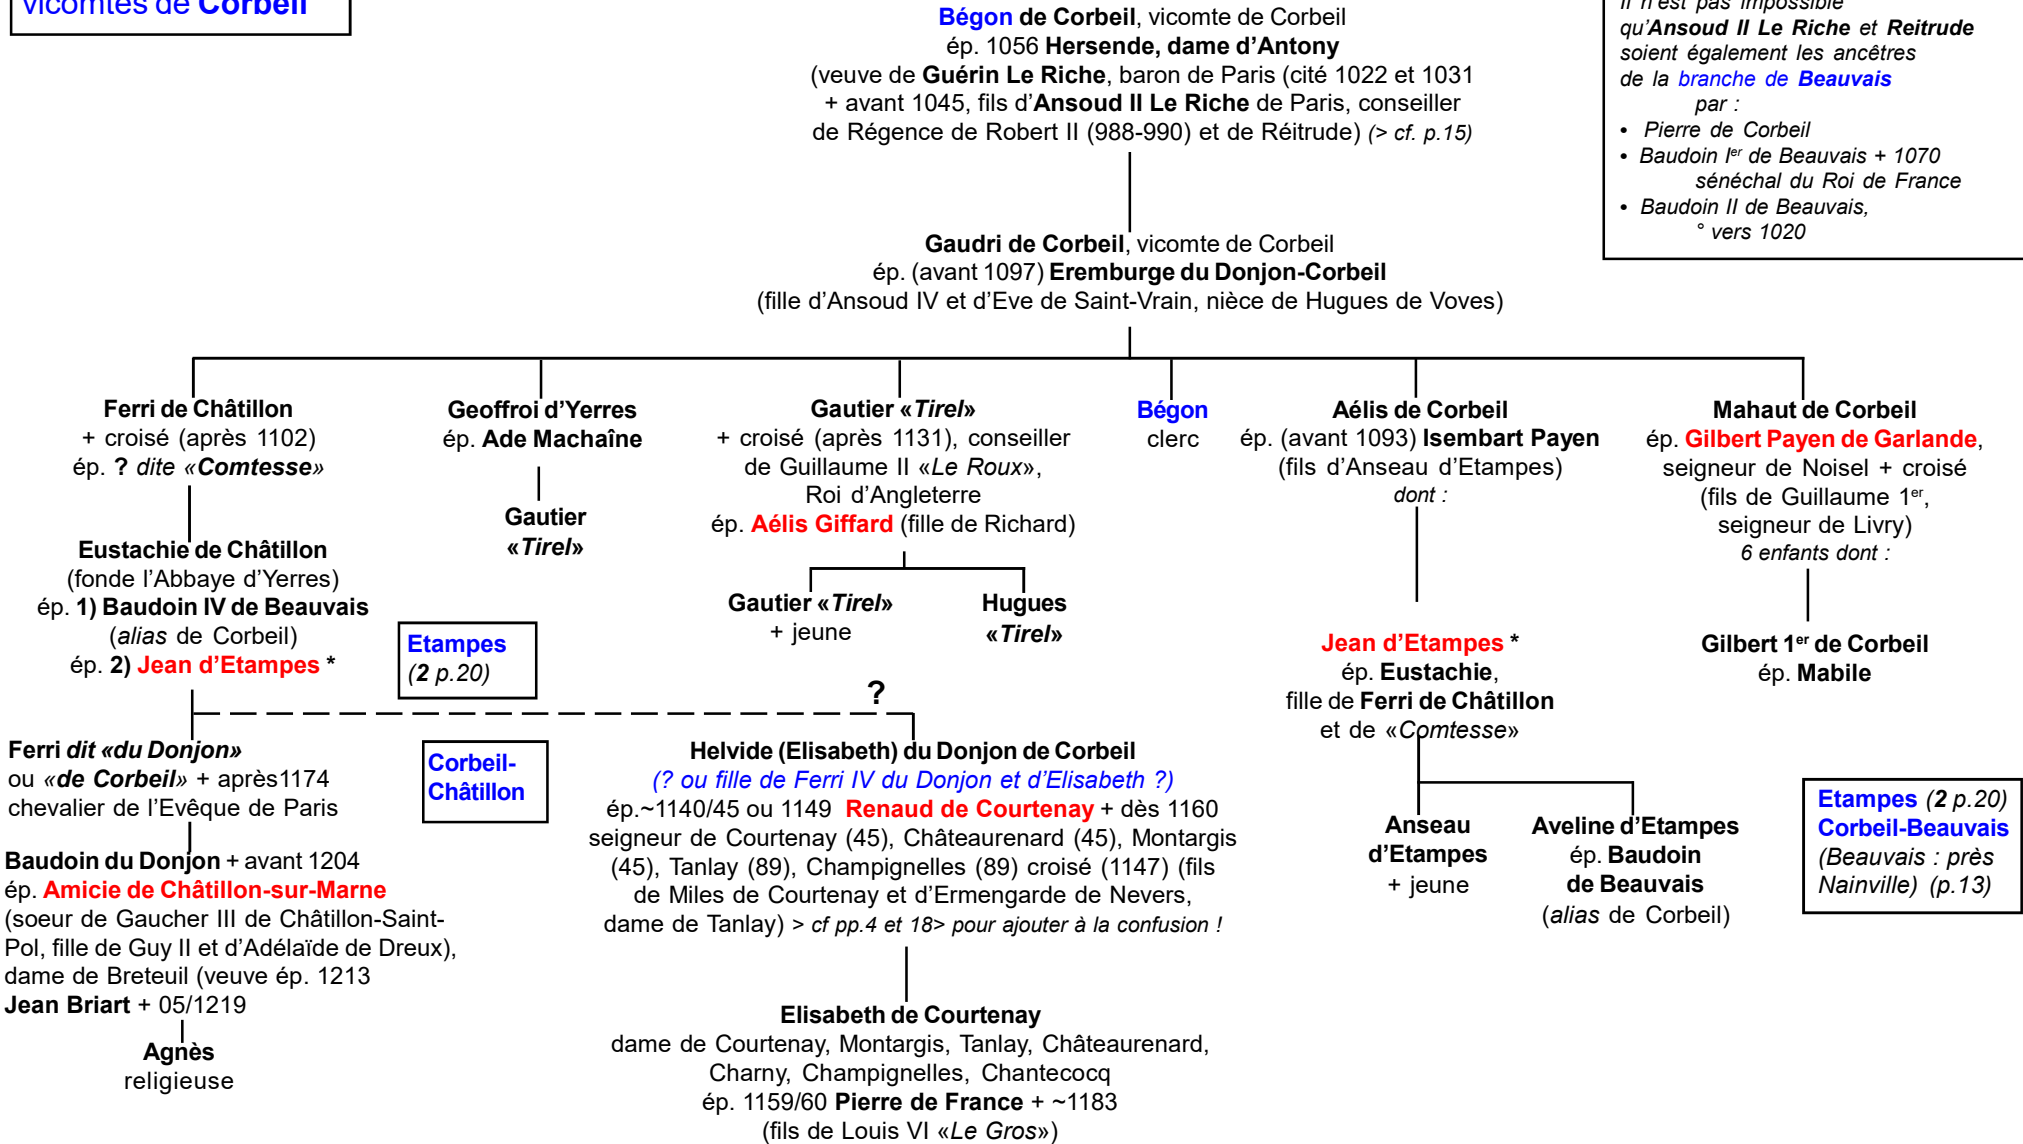 vicomtes de Corbeil
Bégon de Corbeil, vicomte de Corbeil
ép. 1056 Hersende, dame d'Antony
(veuve de Guérin Le Riche, baron de Paris (cité 1022 et 1031
+ avant 1045, fils d'Ansoud II Le Riche de Paris, conseiller
de Régence de Robert II (988-990) et de Réitrude) (> cf. p.15)
Il n'est pas impossible
qu'Ansoud II Le Riche et Reitrude
soient également les ancêtres
de la branche de Beauvais
par :
• Pierre de Corbeil
• Baudoin Ier de Beauvais + 1070
sénéchal du Roi de France
• Baudoin II de Beauvais,
° vers 1020
Gaudri de Corbeil, vicomte de Corbeil
ép. (avant 1097) Eremburge du Donjon-Corbeil
(fille d'Ansoud IV et d'Eve de Saint-Vrain, nièce de Hugues de Voves)
Ferri de Châtillon
+ croisé (après 1102)
ép. ? dite «Comtesse»
Eustachie de Châtillon
(fonde l'Abbaye d'Yerres)
ép. 1) Baudoin IV de Beauvais
(alias de Corbeil)
ép. 2) Jean d'Etampes *
Geoffroi d'Yerres
ép. Ade Machaîne
Gautier
«Tirel»
Gautier «Tirel»
+ croisé (après 1131), conseiller
de Guillaume II «Le Roux»,
Roi d'Angleterre
ép. Aélis Giffard (fille de Richard)
Gautier «Tirel»
+ jeune
Hugues
«Tirel»
Bégon
clerc
Aélis de Corbeil
ép. (avant 1093) Isembart Payen
(fils d'Anseau d'Etampes)
dont :
Jean d'Etampes *
ép. Eustachie,
fille de Ferri de Châtillon
et de «Comtesse»
Mahaut de Corbeil
ép. Gilbert Payen de Garlande,
seigneur de Noisel + croisé
(fils de Guillaume 1er,
seigneur de Livry)
6 enfants dont :
Gilbert 1er de Corbeil
ép. Mabile
Etampes
(2 p.20)
?
Ferri dit «du Donjon»
ou «de Corbeil» + après1174
chevalier de l'Evêque de Paris
Baudoin du Donjon + avant 1204
ép. Amicie de Châtillon-sur-Marne
(soeur de Gaucher III de Châtillon-Saint-
Pol, fille de Guy II et d'Adélaïde de Dreux),
dame de Breteuil (veuve ép. 1213
Jean Briart + 05/1219
Agnès
religieuse
Corbeil-
Châtillon
Helvide (Elisabeth) du Donjon de Corbeil
(? ou fille de Ferri IV du Donjon et d'Elisabeth ?)
ép.~1140/45 ou 1149 Renaud de Courtenay + dès 1160
seigneur de Courtenay (45), Châteaurenard (45), Montargis
(45), Tanlay (89), Champignelles (89) croisé (1147) (fils
de Miles de Courtenay et d'Ermengarde de Nevers,
dame de Tanlay) > cf pp.4 et 18> pour ajouter à la confusion !
Elisabeth de Courtenay
dame de Courtenay, Montargis, Tanlay, Châteaurenard,
Charny, Champignelles, Chantecocq
ép. 1159/60 Pierre de France + ~1183
(fils de Louis VI «Le Gros»)
Anseau
d'Etampes
+ jeune
Aveline d'Etampes
ép. Baudoin
de Beauvais
(alias de Corbeil)
Etampes (2 p.20)
Corbeil-Beauvais
(Beauvais : près
Nainville) (p.13)